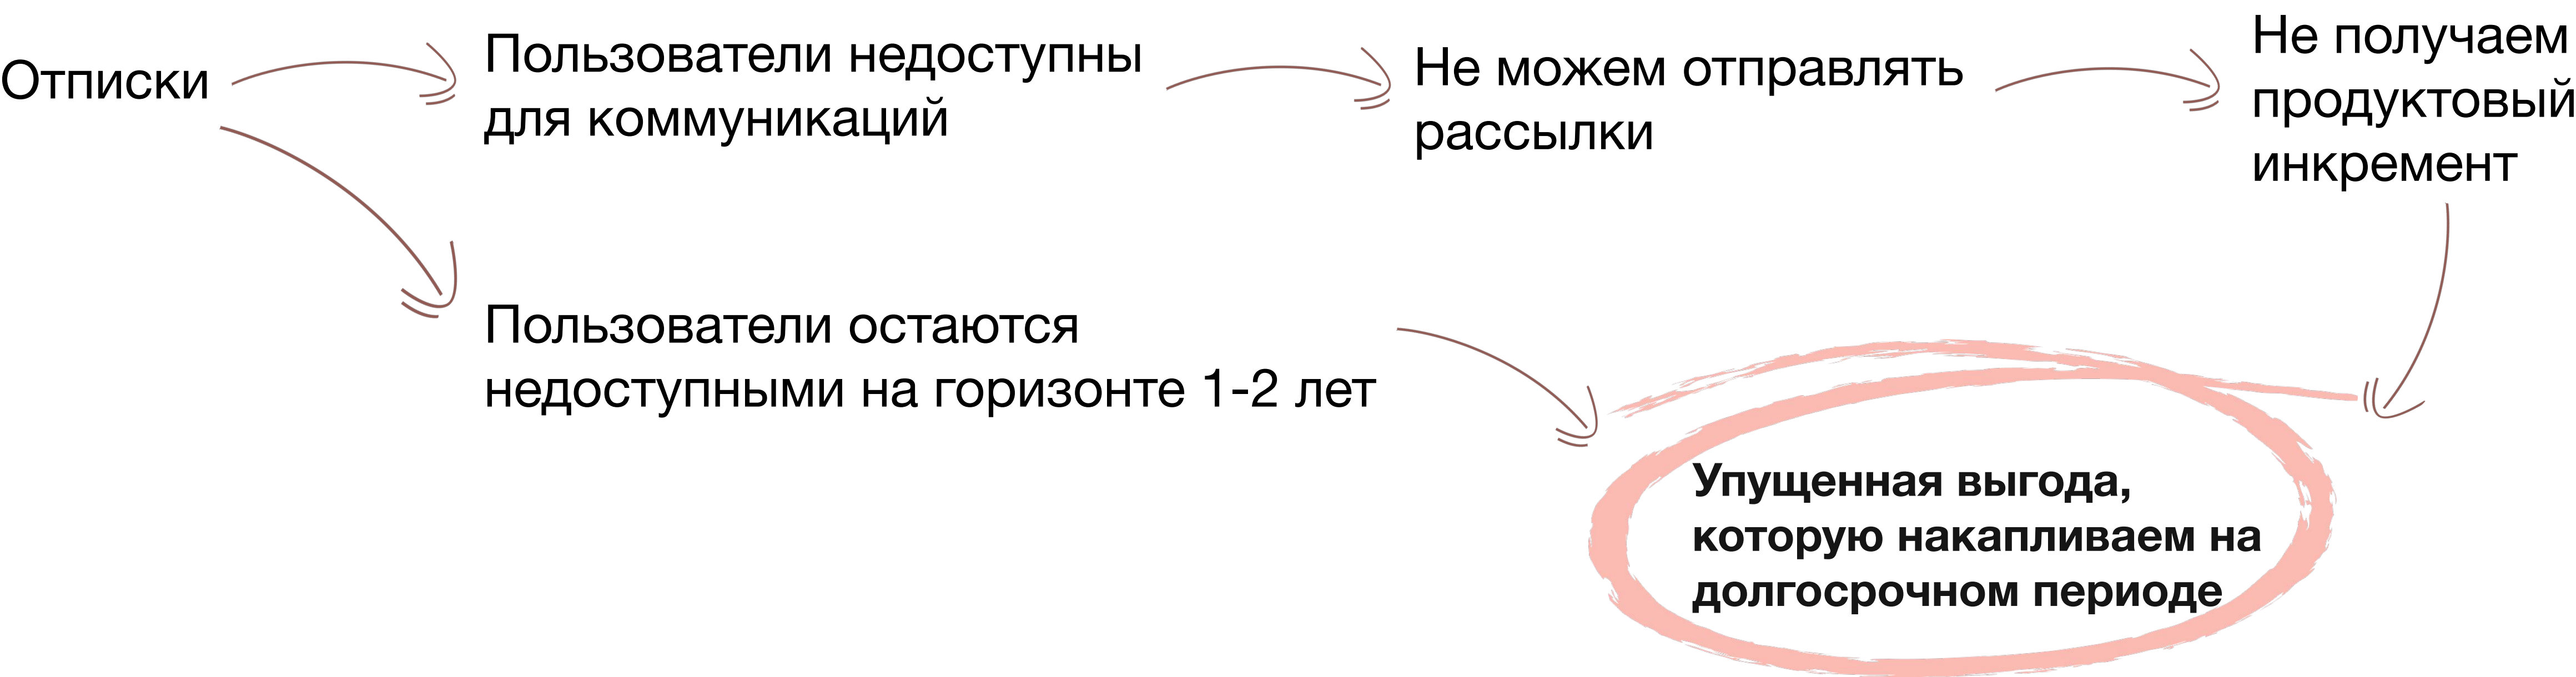 Отписки
Пользователи недоступны
для коммуникаций
Не можем отправлять
рассылки
Не получаем
продуктовый
инкремент
Пользователи остаются
недоступными на горизонте 1-2 лет
Упущенная выгода,
которую накапливаем на
долгосрочном периоде